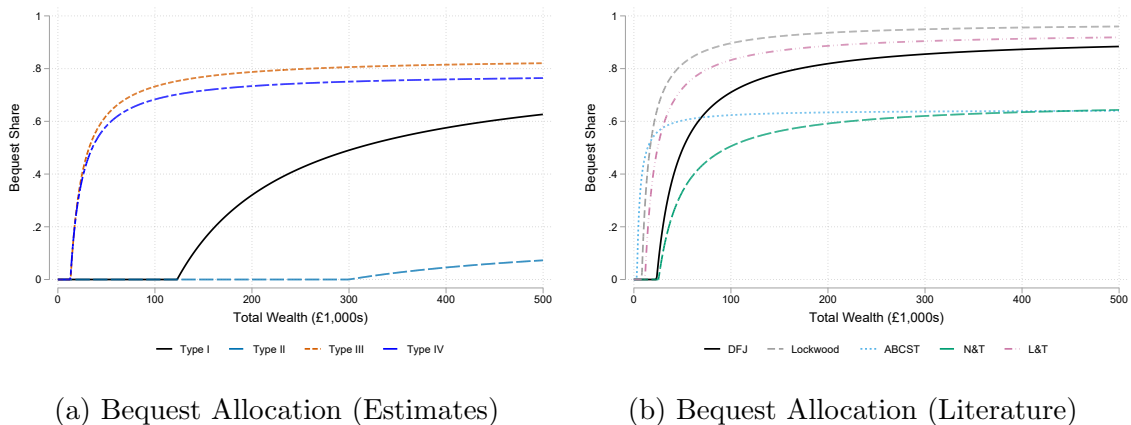 Bequest Share
1
.8
.6
.4
.2
0
0 100 200 300 400 500
Total Wealth (£1,000s)
Type I Type II Type III Type IV
(a) Bequest Allocation (Estimates)
Bequest Share
1
.8
.6
.4
.2
0
0 100 200 300 400 500
Total Wealth (£1,000s)
DFJ Lockwood ABCST N&T L&T
(b) Bequest Allocation (Literature)